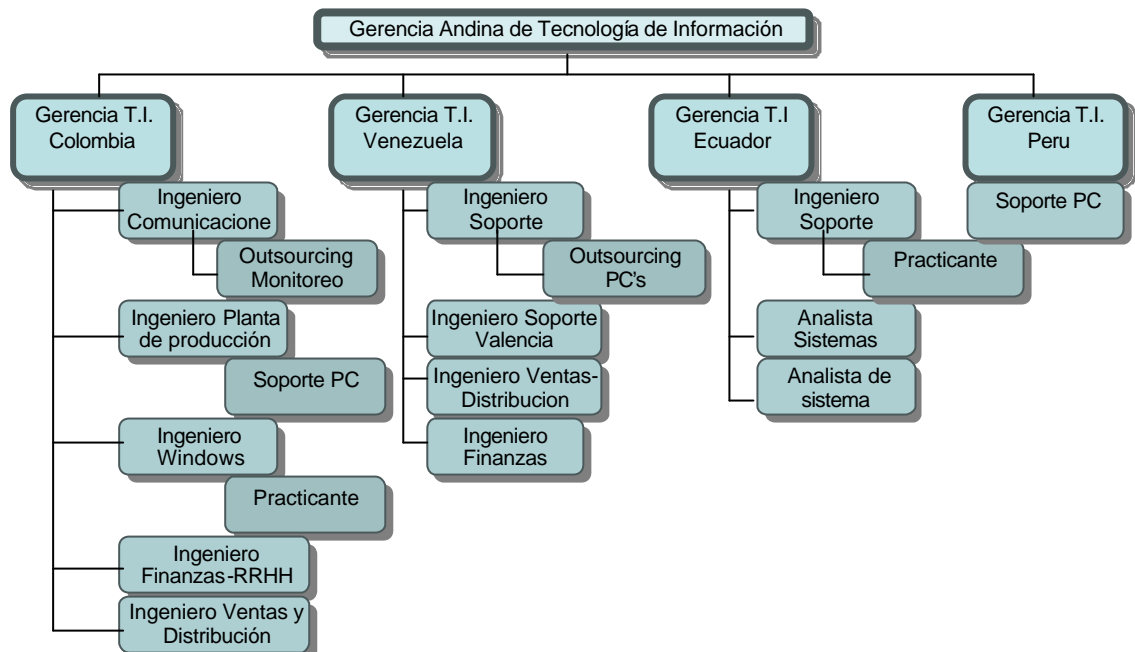 Gerencia Andina de Tecnología de Información
Gerencia T.I.
Colombia
Ingeniero
Comunicacione
Outsourcing
Monitoreo
Ingeniero Planta
de producción
Soporte PC
Ingeniero
Windows
Practicante
Ingeniero
Finanzas-RRHH
Ingeniero Ventas y
Distribución
Gerencia T.I.
Venezuela
Ingeniero
Soporte
Outsourcing
PC's
Ingeniero Soporte
Valencia
Ingeniero Ventas-
Distribucion
Ingeniero
Finanzas
Gerencia T.I
Ecuador
Ingeniero
Soporte
Practicante
Analista
Sistemas
Analista de
sistema
Gerencia T.I.
Peru
Soporte PC